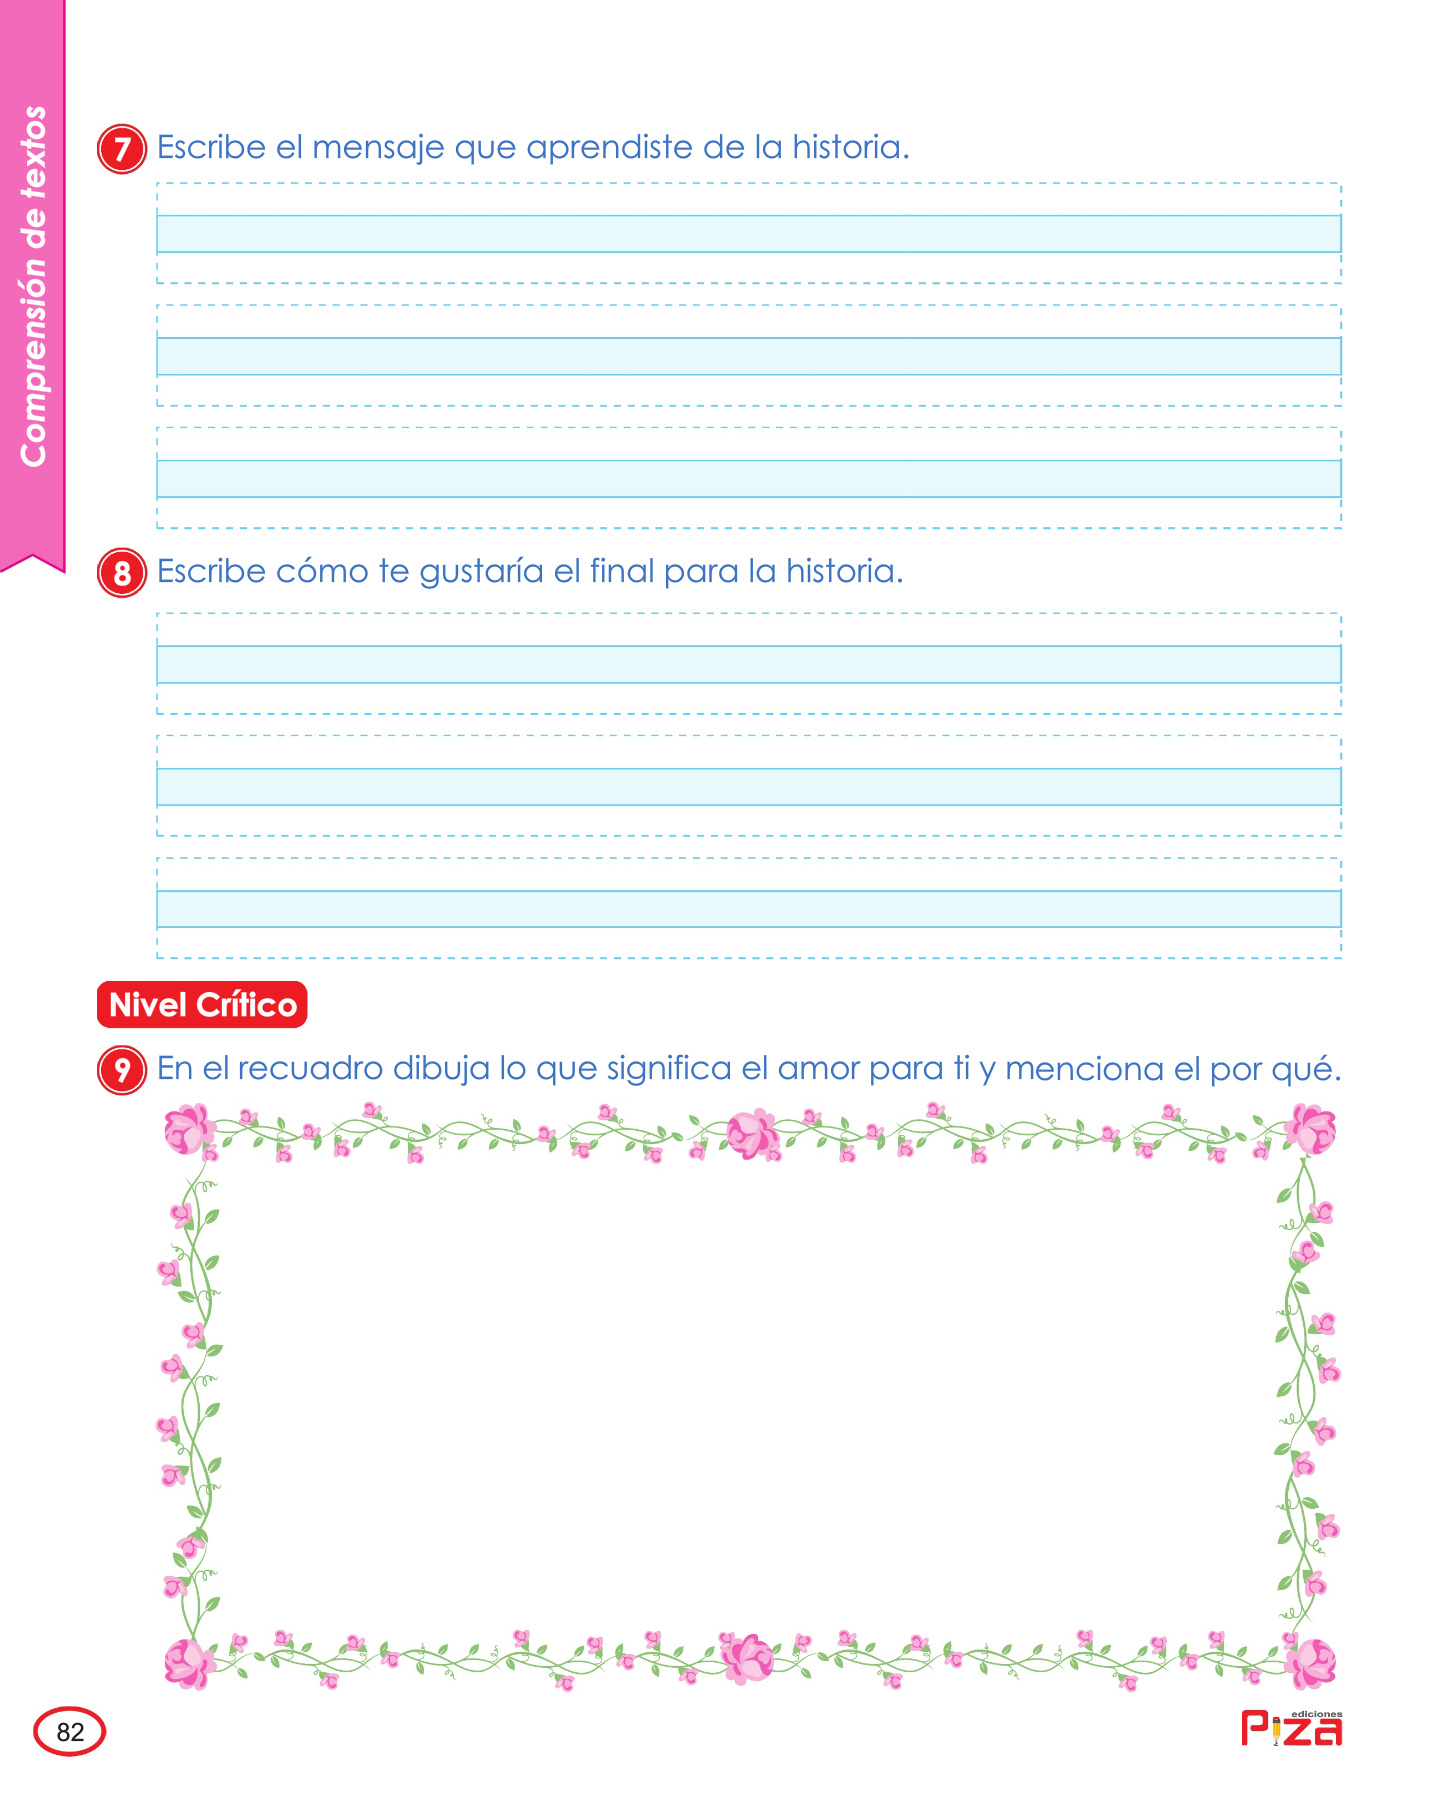 Comprensión de textos
7 Escribe el mensaje que aprendiste de la historia.
8 Escribe cómo te gustaría el final para la historia.
Nivel Crítico
9 En el recuadro dibuja lo que significa el amor para ti y menciona el por qué.
82
ediciones
Piza